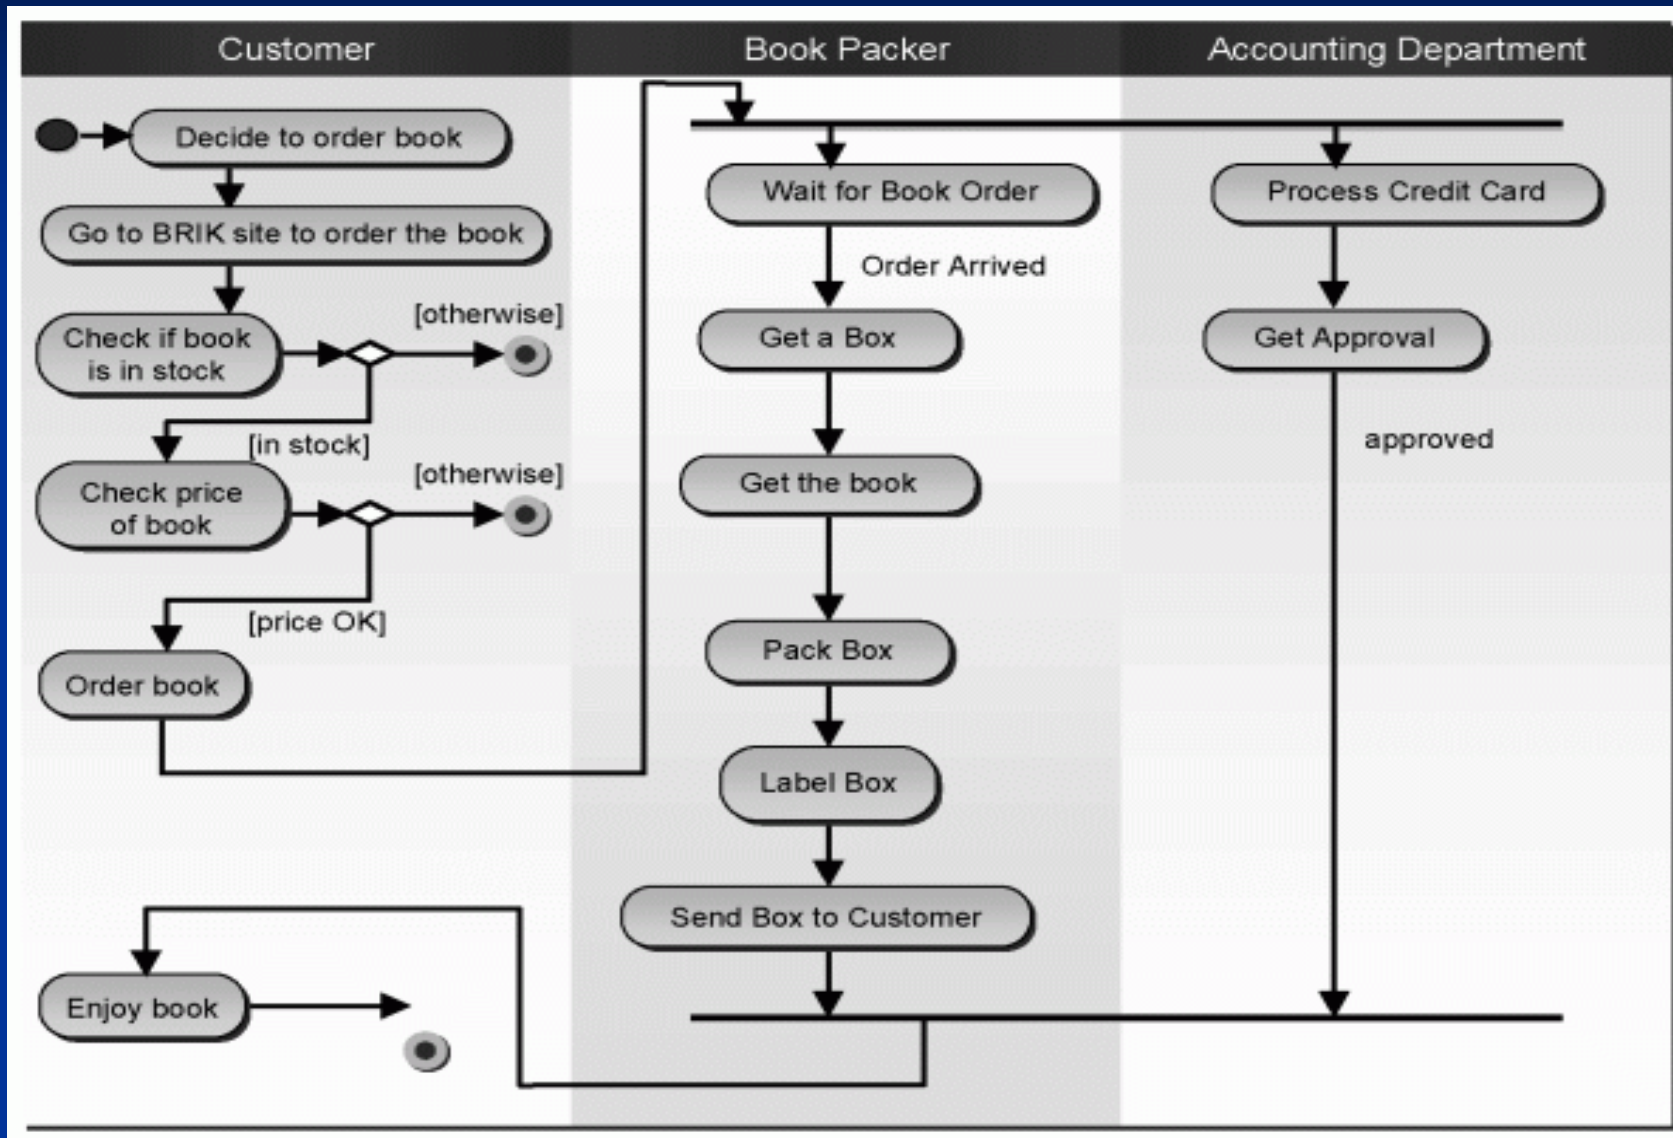 Customer
Book Packer
Accounting Department
Decide to order book
Go to BRIK site to order the book
Check if book
is in stock
[otherwise]
[in stock]
Check price
of book
[otherwise]
[price OK]
Order book
Wait for Book Order
Order Arrived
Get a Box
Get the book
Pack Box
Label Box
Send Box to Customer
Process Credit Card
Get Approval
approved
Enjoy book